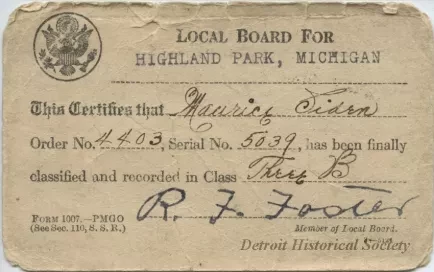 LOCAL BOARD FOR
HIGHLAND PARK, MICHIGAN
This Certifies that Maurice Siden
Order No. 4403, Serial No. 5039, has been finally
classified and recorded in Class Three B
R. F. Foster
FORM 1007.—PMGO Member of Local Board.
(See Sec. 110, S. S. R.)
Detroit Historical Society